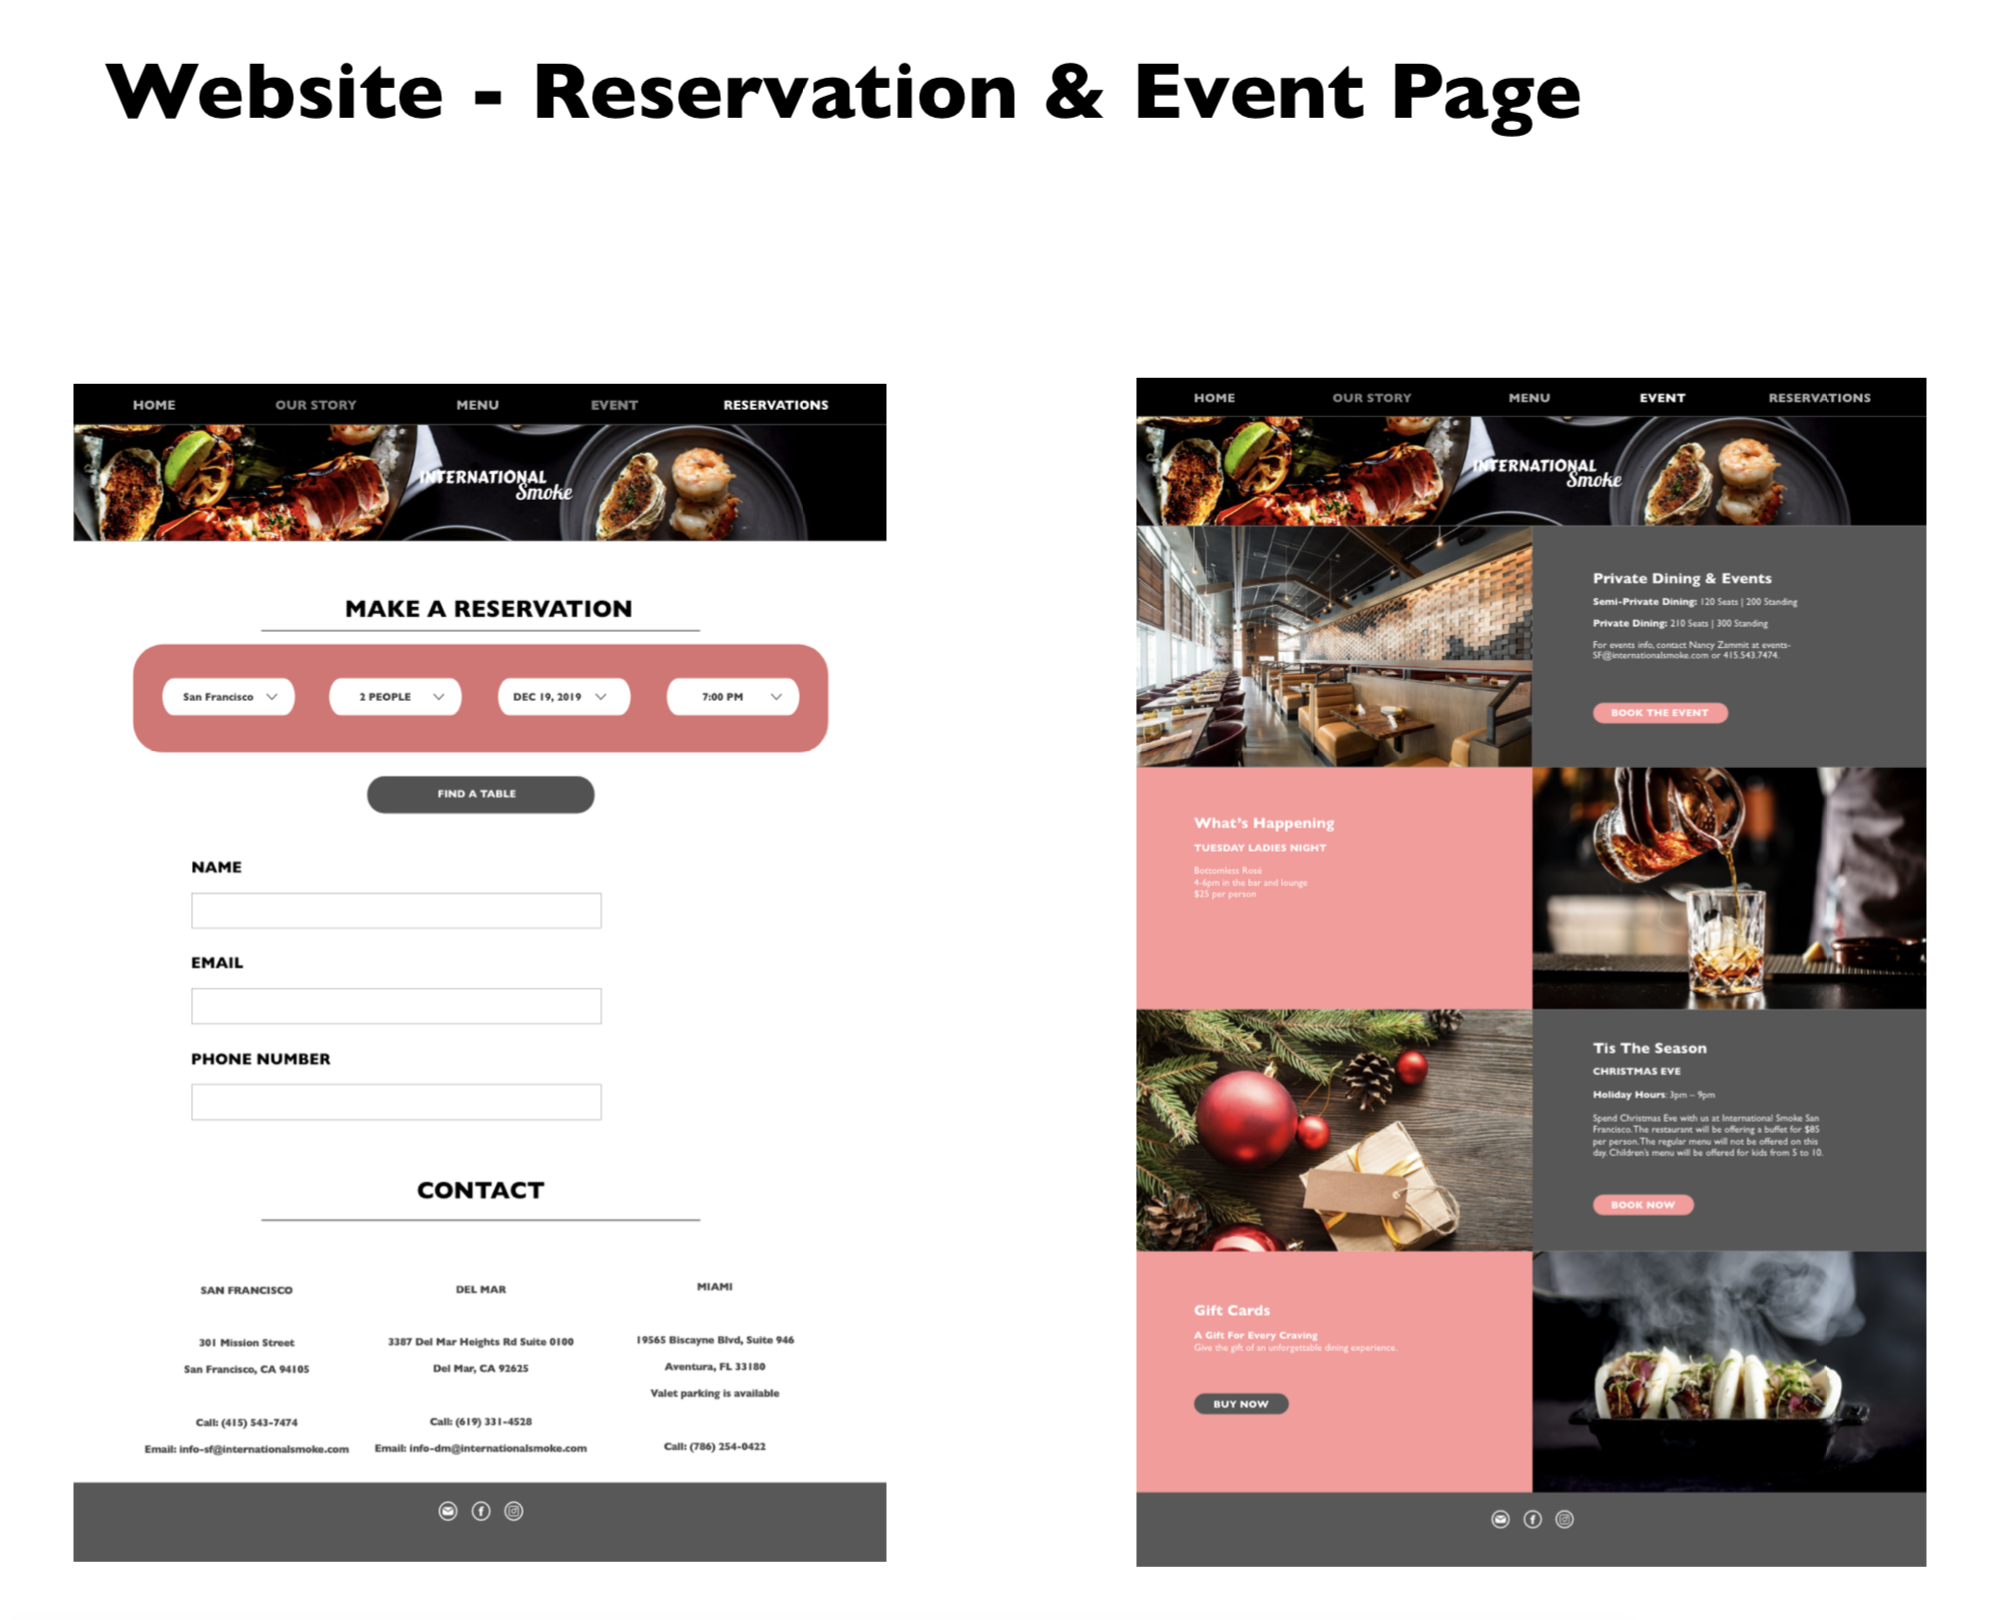 Website - Reservation & Event Page
HOME OUR STORY MENU EVENT RESERVATIONS
INTERNATIONAL
Smoke
MAKE A RESERVATION
San Francisco 2 PEOPLE DEC 19, 2019 7:00 PM
FIND A TABLE
NAME
EMAIL
PHONE NUMBER
CONTACT
SAN FRANCISCO
301 Mission Street
San Francisco, CA 94105
Call: (415) 543-7474
Email: info-sf@internationalsmoke.com
DEL MAR
3387 Del Mar Heights Rd Suite 0100
Del Mar, CA 92625
Call: (619) 331-4528
Email: info-dm@internationalsmoke.com
MIAMI
19565 Biscayne Blvd, Suite 946
Aventura, FL 33180
Valet parking is available
Call: (786) 254-0422
HOME OUR STORY MENU EVENT RESERVATIONS
INTERNATIONAL
Smoke
Private Dining & Events
Semi-Private Dining: 120 Seats | 200 Standing
Private Dining: 210 Seats | 300 Standing
For events info, contact Nancy Zammit at events-
SF@internationalsmoke.com or 415.543.7474.
BOOK THE EVENT
What's Happening
TUESDAY LADIES NIGHT
Bottomless Rosé
4-6pm in the bar and lounge
$25 per person
Tis The Season
CHRISTMAS EVE
Holiday Hours: 3pm – 9pm
Spend Christmas Eve with us at International Smoke San
Francisco. The restaurant will be offering a buffet for $85
per person. The regular menu will not be offered on this
day. Children's menu will be offered for kids from 5 to 10.
BOOK NOW
Gift Cards
A Gift For Every Craving
Give the gift of an unforgettable dining experience.
BUY NOW